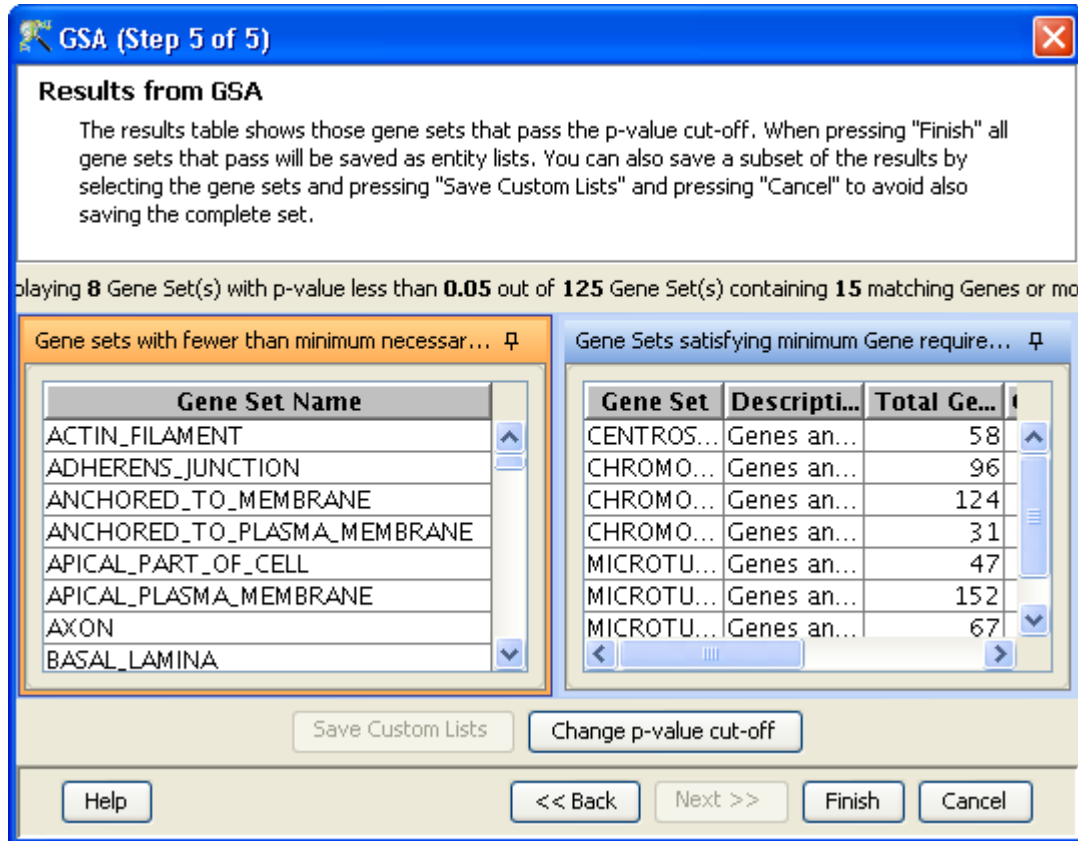 GSA (Step 5 of 5)
Results from GSA
The results table shows those gene sets that pass the p-value cut-off. When pressing "Finish" all
gene sets that pass will be saved as entity lists. You can also save a subset of the results by
selecting the gene sets and pressing "Save Custom Lists" and pressing "Cancel" to avoid also
saving the complete set.
playing 8 Gene Set(s) with p-value less than 0.05 out of 125 Gene Set(s) containing 15 matching Genes or mo
Gene sets with fewer than minimum necessar...
Gene Set Name
ACTIN_FILAMENT
ADHERENS_JUNCTION
ANCHORED_TO_MEMBRANE
ANCHORED_TO_PLASMA_MEMBRANE
APICAL_PART_OF_CELL
APICAL_PLASMA_MEMBRANE
AXON
BASAL_LAMINA
Gene Sets satisfying minimum Gene require...
Gene Set Descripti... Total Ge...
CENTROS... Genes an... 58
CHROMO... Genes an... 96
CHROMO... Genes an... 124
CHROMO... Genes an... 31
MICROTU... Genes an... 47
MICROTU... Genes an... 152
MICROTU... Genes an... 67
Save Custom Lists Change p-value cut-off
Help << Back Next >> Finish Cancel